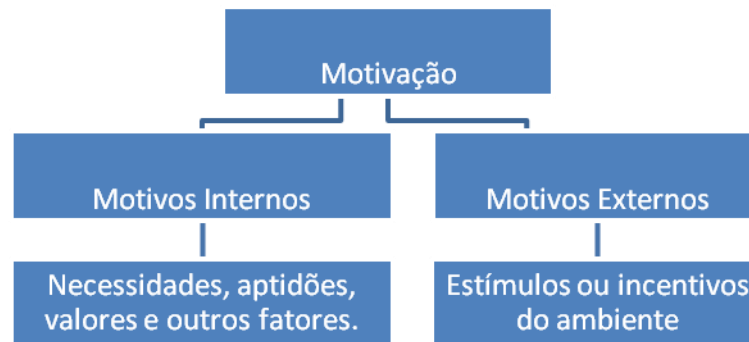 Motivação
Motivos Internos
Motivos Externos
Necessidades, aptidões,
valores e outros fatores.
Estímulos ou incentivos
do ambiente